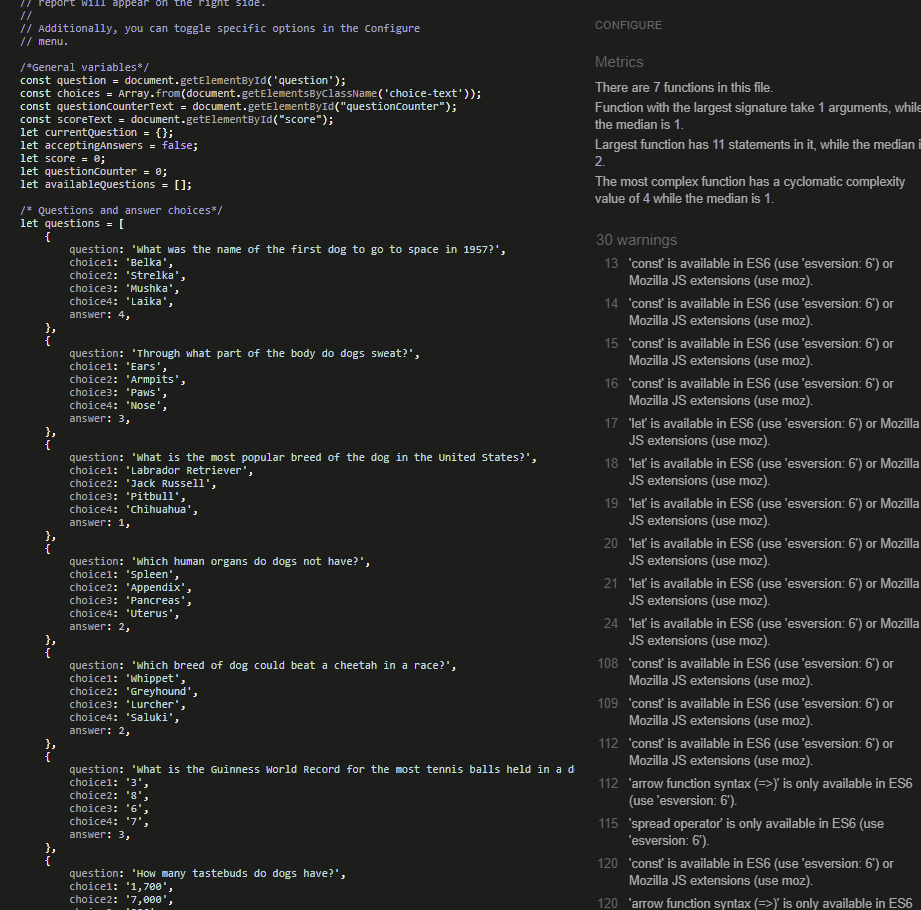 // report will appear on the right side.
//
// Additionally, you can toggle specific options in the Configure
// menu.
/*General variables*/
const question = document.getElementById('question');
const choices = Array.from(document.getElementsByClassName('choice-text'));
const questionCounterText = document.getElementById("questionCounter");
const scoreText = document.getElementById("score");
let currentQuestion = {};
let acceptingAnswers = false;
let score = 0;
let questionCounter = 0;
let availableQuestions = [];
/* Questions and answer choices*/
let questions = [
{
question: 'What was the name of the first dog to go to space in 1957?',
choice1: 'Belka',
choice2: 'Strelka',
choice3: 'Mushka',
choice4: 'Laika',
answer: 4,
},
{
question: 'Through what part of the body do dogs sweat?',
choice1: 'Ears',
choice2: 'Armpits',
choice3: 'Paws',
choice4: 'Nose',
answer: 3,
},
{
question: 'What is the most popular breed of the dog in the United States?',
choice1: 'Labrador Retriever',
choice2: 'Jack Russell',
choice3: 'Pitbull',
choice4: 'Chihuahua',
answer: 1,
},
{
question: 'Which human organs do dogs not have?',
choice1: 'Spleen',
choice2: 'Appendix',
choice3: 'Pancreas',
choice4: 'Uterus',
answer: 2,
},
{
question: 'Which breed of dog could beat a cheetah in a race?',
choice1: 'Whippet',
choice2: 'Greyhound',
choice3: 'Lurcher',
choice4: 'Saluki',
answer: 2,
},
{
question: 'What is the Guinness World Record for the most tennis balls held in a d
choice1: '3',
choice2: '8',
choice3: '6',
choice4: '7',
answer: 3,
},
{
question: 'How many tastebuds do dogs have?',
choice1: '1,700',
choice2: '7,000',
CONFIGURE
Metrics
There are 7 functions in this file.
Function with the largest signature take 1 arguments, while
the median is 1.
Largest function has 11 statements in it, while the median i
2.
The most complex function has a cyclomatic complexity
value of 4 while the median is 1.
30 warnings
13 'const' is available in ES6 (use 'esversion: 6') or
Mozilla JS extensions (use moz).
14 'const' is available in ES6 (use 'esversion: 6') or
Mozilla JS extensions (use moz).
15 'const' is available in ES6 (use 'esversion: 6') or
Mozilla JS extensions (use moz).
16 'const' is available in ES6 (use 'esversion: 6') or
Mozilla JS extensions (use moz).
17 'let' is available in ES6 (use 'esversion: 6') or Mozilla
JS extensions (use moz).
18 'let' is available in ES6 (use 'esversion: 6') or Mozilla
JS extensions (use moz).
19 'let' is available in ES6 (use 'esversion: 6') or Mozilla
JS extensions (use moz).
20 'let' is available in ES6 (use 'esversion: 6') or Mozilla
JS extensions (use moz).
21 'let' is available in ES6 (use 'esversion: 6') or Mozilla
JS extensions (use moz).
24 'let' is available in ES6 (use 'esversion: 6') or Mozilla
JS extensions (use moz).
108 'const' is available in ES6 (use 'esversion: 6') or
Mozilla JS extensions (use moz).
109 'const' is available in ES6 (use 'esversion: 6') or
Mozilla JS extensions (use moz).
112 'const' is available in ES6 (use 'esversion: 6') or
Mozilla JS extensions (use moz).
112 'arrow function syntax (=>)' is only available in ES6
(use 'esversion: 6').
115 'spread operator' is only available in ES6 (use
'esversion: 6').
120 'const' is available in ES6 (use 'esversion: 6') or
Mozilla JS extensions (use moz).
120 'arrow function syntax (=>)' is only available in ES6